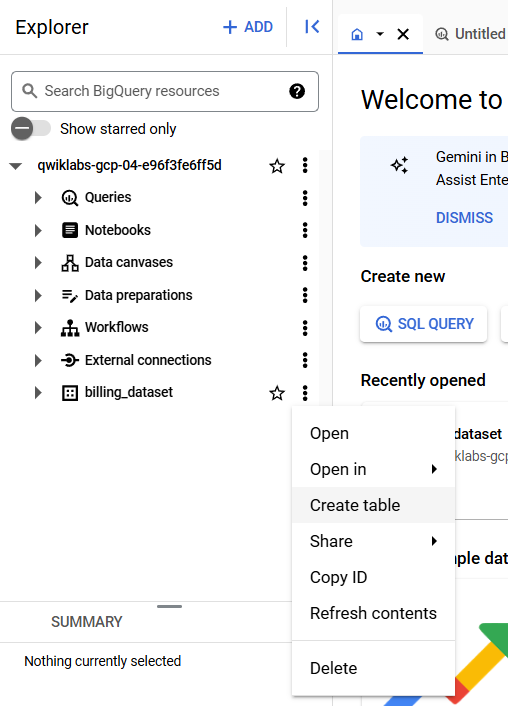 Explorer
+ ADD
Untitled
Search BigQuery resources
Show starred only
qwiklabs-gcp-04-e96f3fe6ff5d
Queries
Notebooks
Data canvases
Data preparations
Workflows
External connections
billing_dataset
Open
Open in
Create table
Share
Copy ID
Refresh contents
Delete
SUMMARY
Nothing currently selected
Welcome to
Gemini in B
Assist Ente
DISMISS
Create new
SQL QUERY
Recently opened
dataset
klabs-gcp
ple dat